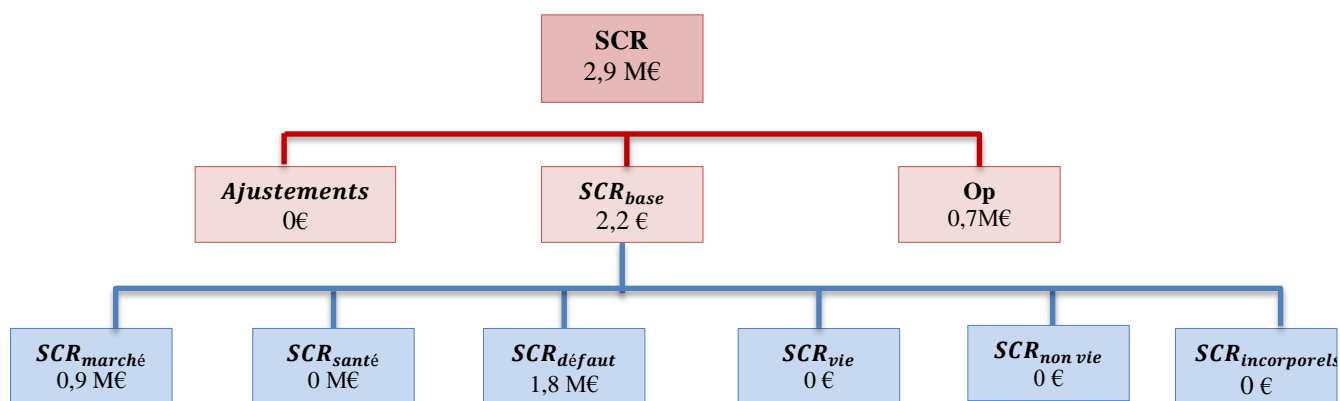 SCR
2,9 M€
Ajustements
0€
SCR_base
2,2 €
Op
0,7M€
SCR_marché
0,9 M€
SCR_santé
0 M€
SCR_défaut
1,8 M€
SCR_vie
0 €
SCR_non vie
0 €
SCR_incorporels
0 €